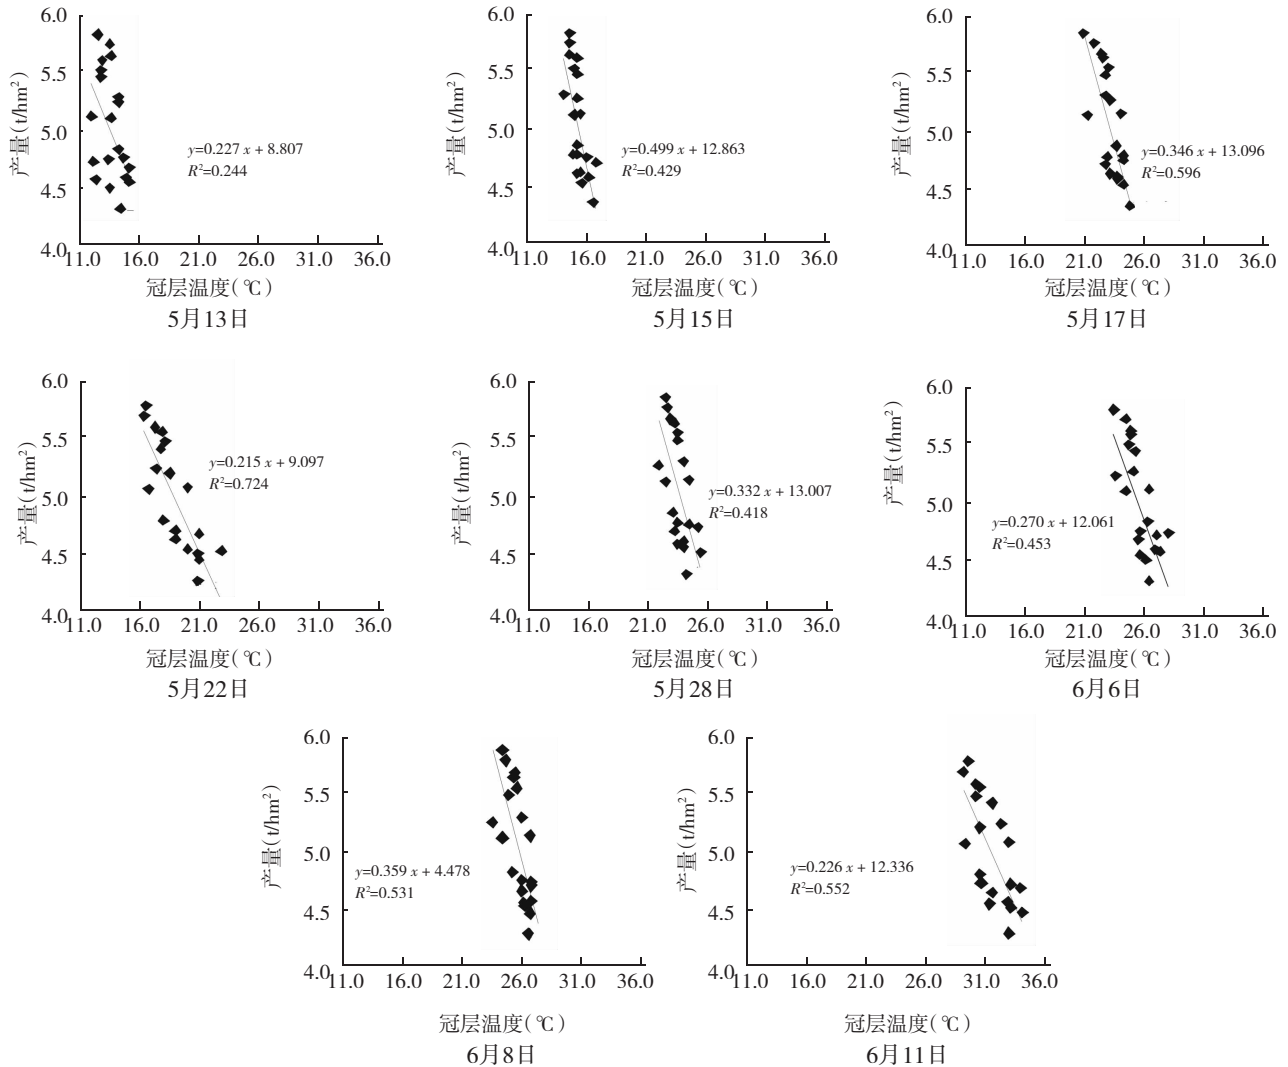 6.0
5.5
5.0
4.5
4.0
产量(t/hm²)
y=0.227 x + 8.807
R²=0.244
11.0 16.0 21.0 26.0 31.0 36.0
冠层温度(℃)
5月13日
6.0
5.5
5.0
4.5
4.0
产量(t/hm²)
y=0.499 x + 12.863
R²=0.429
11.0 16.0 21.0 26.0 31.0 36.0
冠层温度(℃)
5月15日
6.0
5.5
5.0
4.5
4.0
产量(t/hm²)
y=0.346 x + 13.096
R²=0.596
11.0 16.0 21.0 26.0 31.0 36.0
冠层温度(℃)
5月17日
6.0
5.5
5.0
4.5
4.0
产量(t/hm²)
y=0.215 x + 9.097
R²=0.724
11.0 16.0 21.0 26.0 31.0 36.0
冠层温度(℃)
5月22日
6.0
5.5
5.0
4.5
4.0
产量(t/hm²)
y=0.332 x + 13.007
R²=0.418
11.0 16.0 21.0 26.0 31.0 36.0
冠层温度(℃)
5月28日
6.0
5.5
5.0
4.5
4.0
产量(t/hm²)
y=0.270 x + 12.061
R²=0.453
11.0 16.0 21.0 26.0 31.0 36.0
冠层温度(℃)
6月6日
6.0
5.5
5.0
4.5
4.0
产量(t/hm²)
y=0.359 x + 4.478
R²=0.531
11.0 16.0 21.0 26.0 31.0 36.0
冠层温度(℃)
6月8日
6.0
5.5
5.0
4.5
4.0
产量(t/hm²)
y=0.226 x + 12.336
R²=0.552
11.0 16.0 21.0 26.0 31.0 36.0
冠层温度(℃)
6月11日